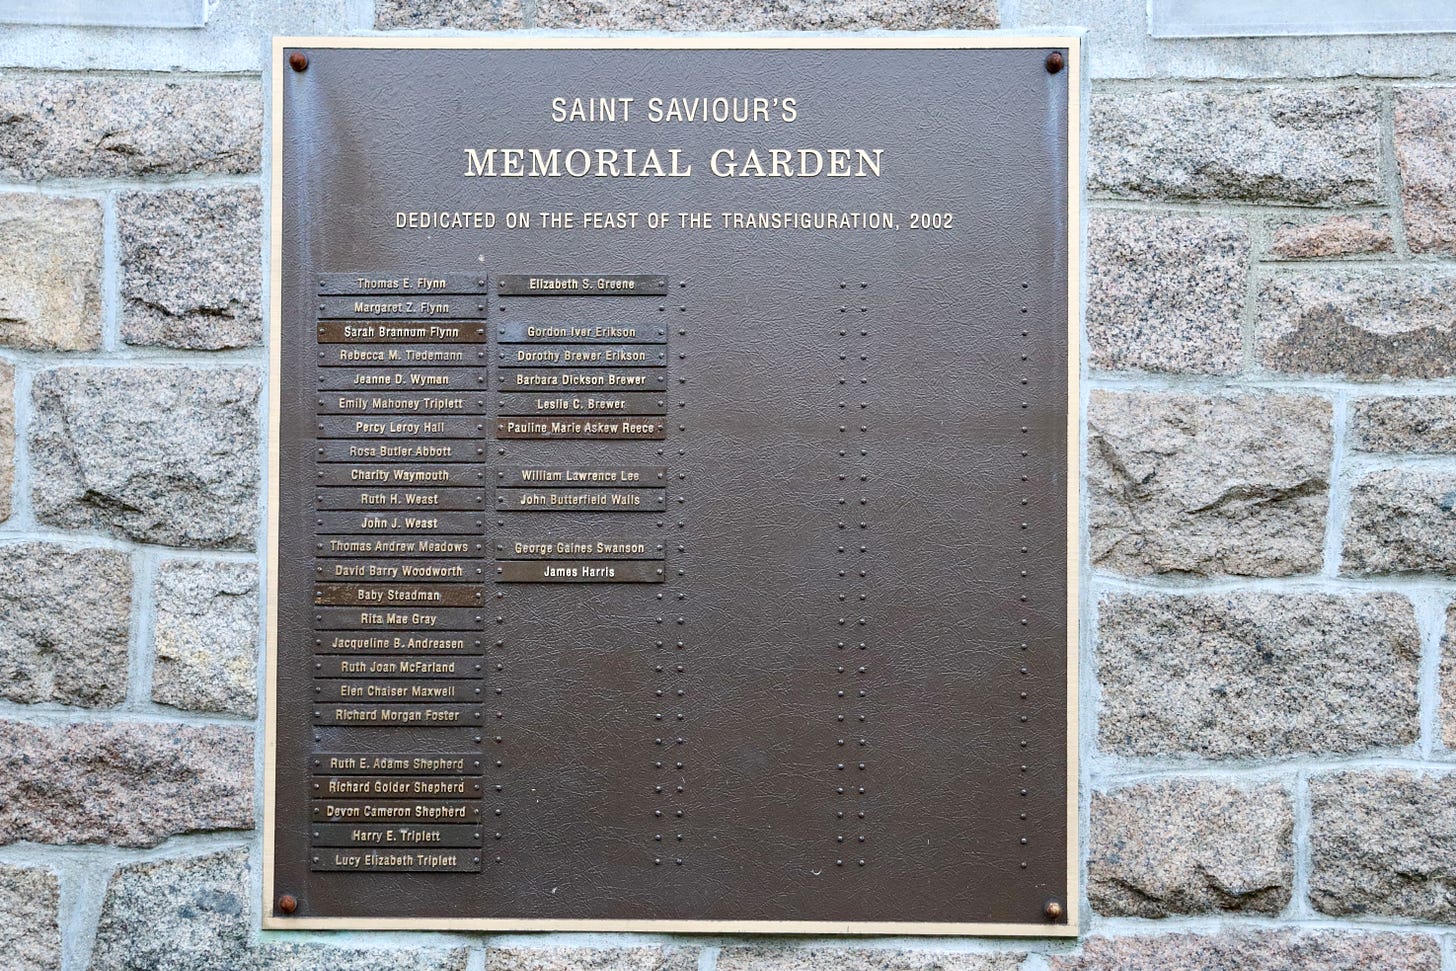 SAINT SAVIOUR'S
MEMORIAL GARDEN
DEDICATED ON THE FEAST OF THE TRANSFIGURATION, 2002
Thomas E. Flynn
Margaret Z. Flynn
Sarah Brannum Flynn
Rebecca M. Tiedemann
Jeanne D. Wyman
Emily Mahoney Triplett
Percy Leroy Hall
Rosa Butler Abbott
Charity Waymouth
Ruth H. Weast
John J. Weast
Thomas Andrew Meadows
David Barry Woodworth
Baby Steadman
Rita Mae Gray
Jacqueline B. Andreasen
Ruth Joan McFarland
Elen Chaiser Maxwell
Richard Morgan Foster
Ruth E. Adams Shepherd
Richard Golder Shepherd
Devon Cameron Shepherd
Harry E. Triplett
Lucy Elizabeth Triplett
Elizabeth S. Greene
Gordon Iver Erikson
Dorothy Brewer Erikson
Barbara Dickson Brewer
Leslie C. Brewer
Pauline Marie Askew Reece
William Lawrence Lee
John Butterfield Walls
George Gaines Swanson
James Harris